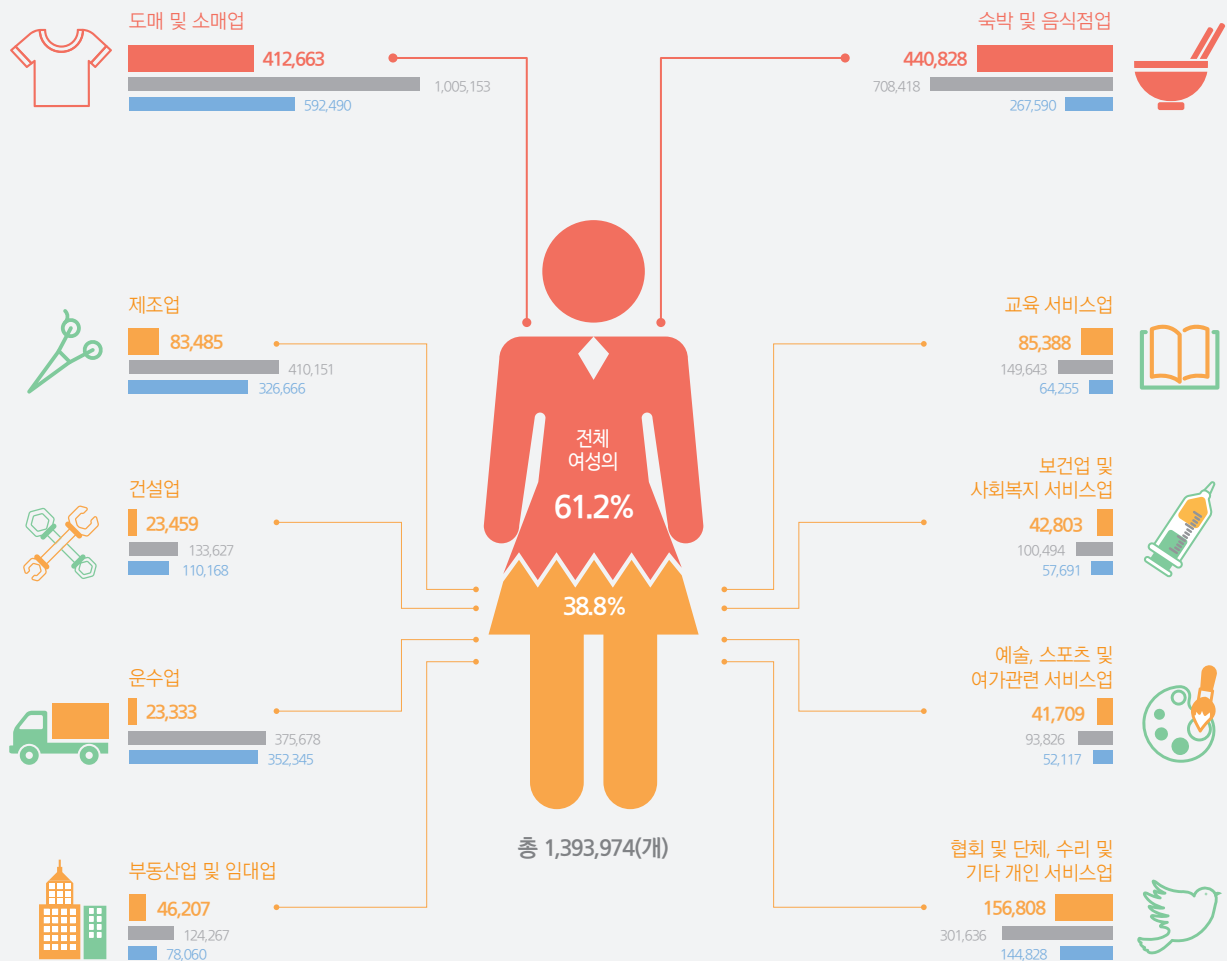 도매 및 소매업
412,663
1,005,153
592,490
숙박 및 음식점업
440,828
708,418
267,590
제조업
83,485
410,151
326,666
교육 서비스업
85,388
149,643
64,255
전체
여성의
61.2%
38.8%
건설업
23,459
133,627
110,168
보건업 및
사회복지 서비스업
42,803
100,494
57,691
운수업
23,333
375,678
352,345
예술, 스포츠 및
여가관련 서비스업
41,709
93,826
52,117
총 1,393,974(개)
부동산업 및 임대업
46,207
124,267
78,060
협회 및 단체, 수리 및
기타 개인 서비스업
156,808
301,636
144,828